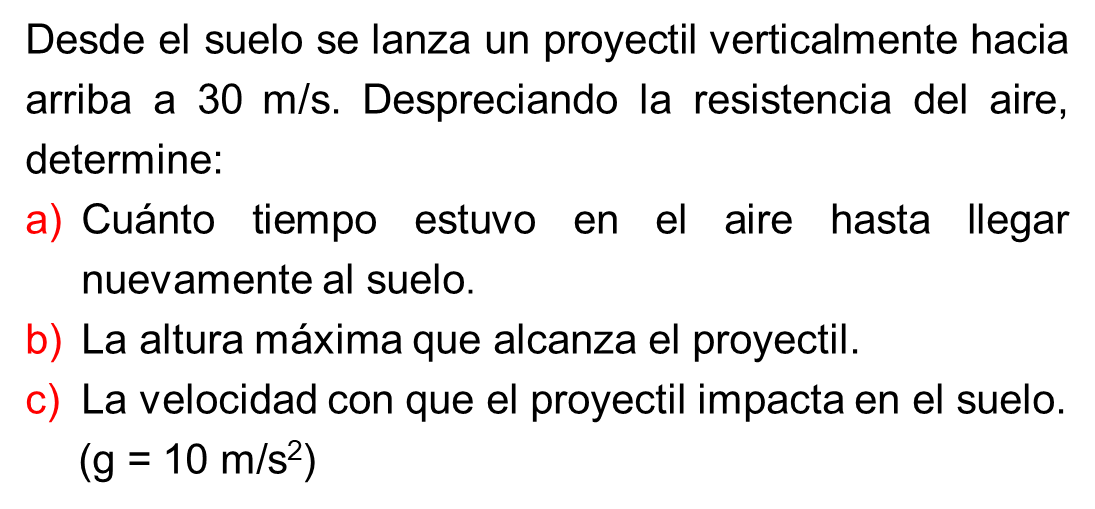 Desde el suelo se lanza un proyectil verticalmente hacia
arriba a 30 m/s. Despreciando la resistencia del aire,
determine:
a) Cuánto tiempo estuvo en el aire hasta llegar
nuevamente al suelo.
b) La altura máxima que alcanza el proyectil.
c) La velocidad con que el proyectil impacta en el suelo.
(g = 10 m/s²)